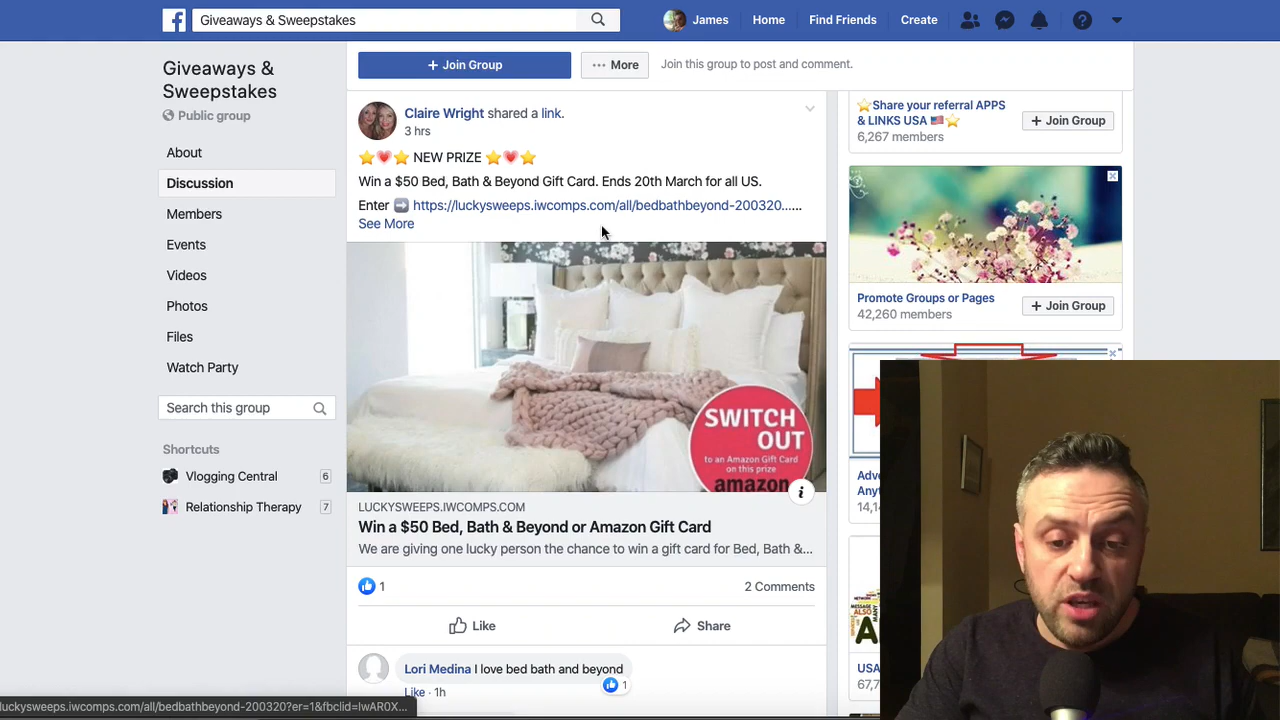 Giveaways & Sweepstakes
James
Home
Find Friends
Create
Giveaways &
Sweepstakes
Public group
About
Discussion
Members
Events
Videos
Photos
Files
Watch Party
Search this group
Shortcuts
Vlogging Central 6
Relationship Therapy 7
+ Join Group
··· More
Join this group to post and comment.
Claire Wright shared a link.
3 hrs
⭐💗⭐ NEW PRIZE ⭐💗⭐
Win a $50 Bed, Bath & Beyond Gift Card. Ends 20th March for all US.
Enter ➡️ https://luckysweeps.iwcomps.com/all/bedbathbeyond-200320......
See More
SWITCH
OUT
to an Amazon Gift Card
on this prize
amazon
LUCKYSWEEPS.IWCOMPS.COM
Win a $50 Bed, Bath & Beyond or Amazon Gift Card
We are giving one lucky person the chance to win a gift card for Bed, Bath &...
1
2 Comments
Like
Share
Lori Medina I love bed bath and beyond
1
Like · 1h
luckysweeps.iwcomps.com/all/bedbathbeyond-200320?er=1&fbclid=IwAR0X...
⭐Share your referral APPS
& LINKS USA 🇺🇸⭐
6,267 members
+ Join Group
Promote Groups or Pages
42,260 members
+ Join Group
MESSAGE
ALSO
MANY
USA